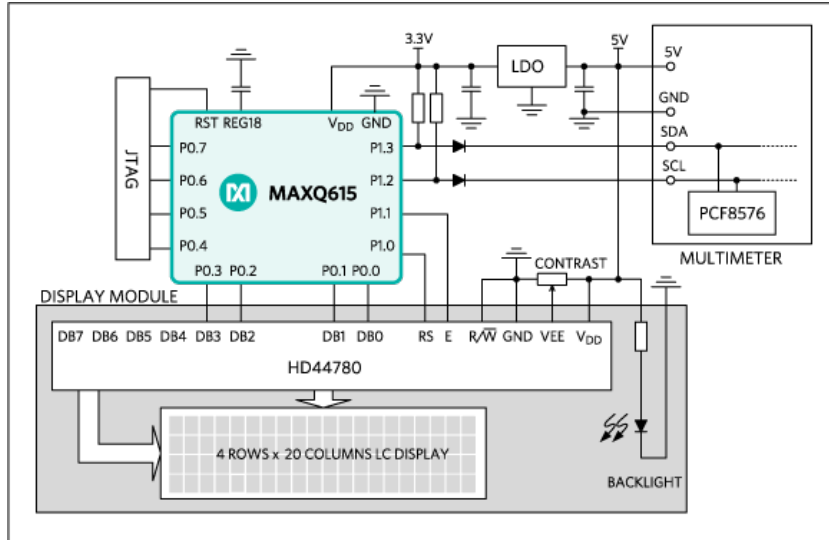 3.3V
5V
LDO
5V
GND
SDA
SCL
PCF8576
MULTIMETER
JTAG
RST REG18 VDD GND
P0.7 P1.3
P0.6 MAXQ615 P1.2
P0.5 P1.1
P0.4 P1.0
P0.3 P0.2 P0.1 P0.0
CONTRAST
DISPLAY MODULE
DB7 DB6 DB5 DB4 DB3 DB2 DB1 DB0 RS E R/W̅ GND VEE VDD
HD44780
4 ROWS x 20 COLUMNS LC DISPLAY
BACKLIGHT